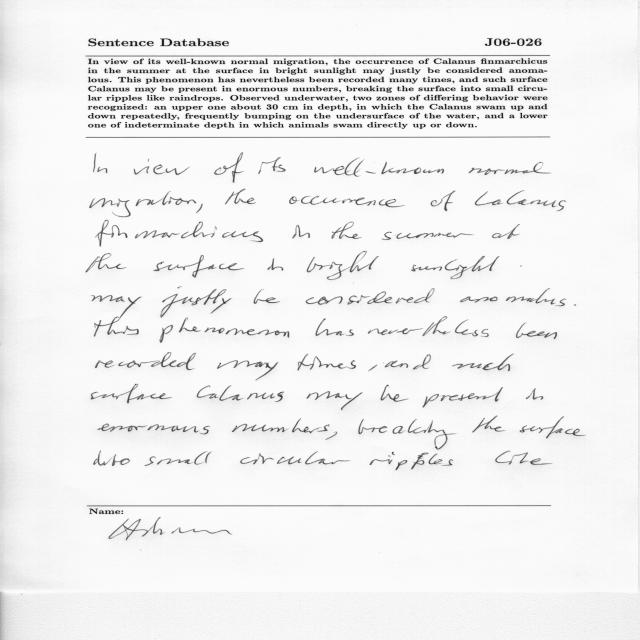 Sentence Database J06-026
In view of its well-known normal migration, the occurrence of Calanus finmarchicus
in the summer at the surface in bright sunlight may justly be considered anoma-
lous. This phenomenon has nevertheless been recorded many times, and such surface
Calanus may be present in enormous numbers, breaking the surface into small circu-
lar ripples like raindrops. Observed underwater, two zones of differing behavior were
recognized: an upper one about 30 cm in depth, in which the Calanus swam up and
down repeatedly, frequently bumping on the undersurface of the water, and a lower
one of indeterminate depth in which animals swam directly up or down.
In view of its well-known normal
migration, the occurrence of Calanus
finmarchicus in the summer at
the surface in bright sunlight
may justly be considered anomalus.
This phenomenon has nevertheless been
recorded many times, and such
surface Calanus may be present in
enormous numbers, breaking the surface
into small circular ripples like
Name: